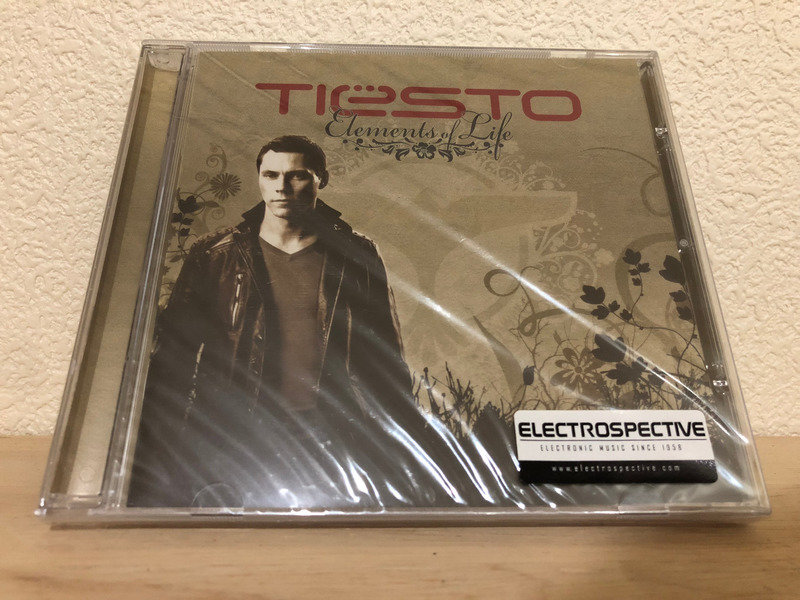 TIËSTO
Elements of Life
ELECTROSPECTIVE
ELECTRONIC MUSIC SINCE 1958
www.electrospective.com